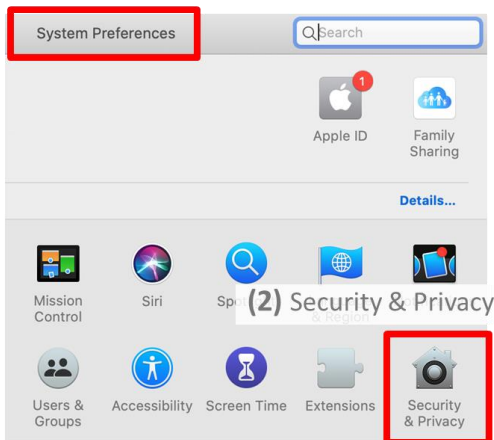 System Preferences
Search
1
Apple ID
Family
Sharing
Details...
Mission
Control
Siri
(2) Security & Privacy
& Region
Users &
Groups
Accessibility
Screen Time
Extensions
Security
& Privacy